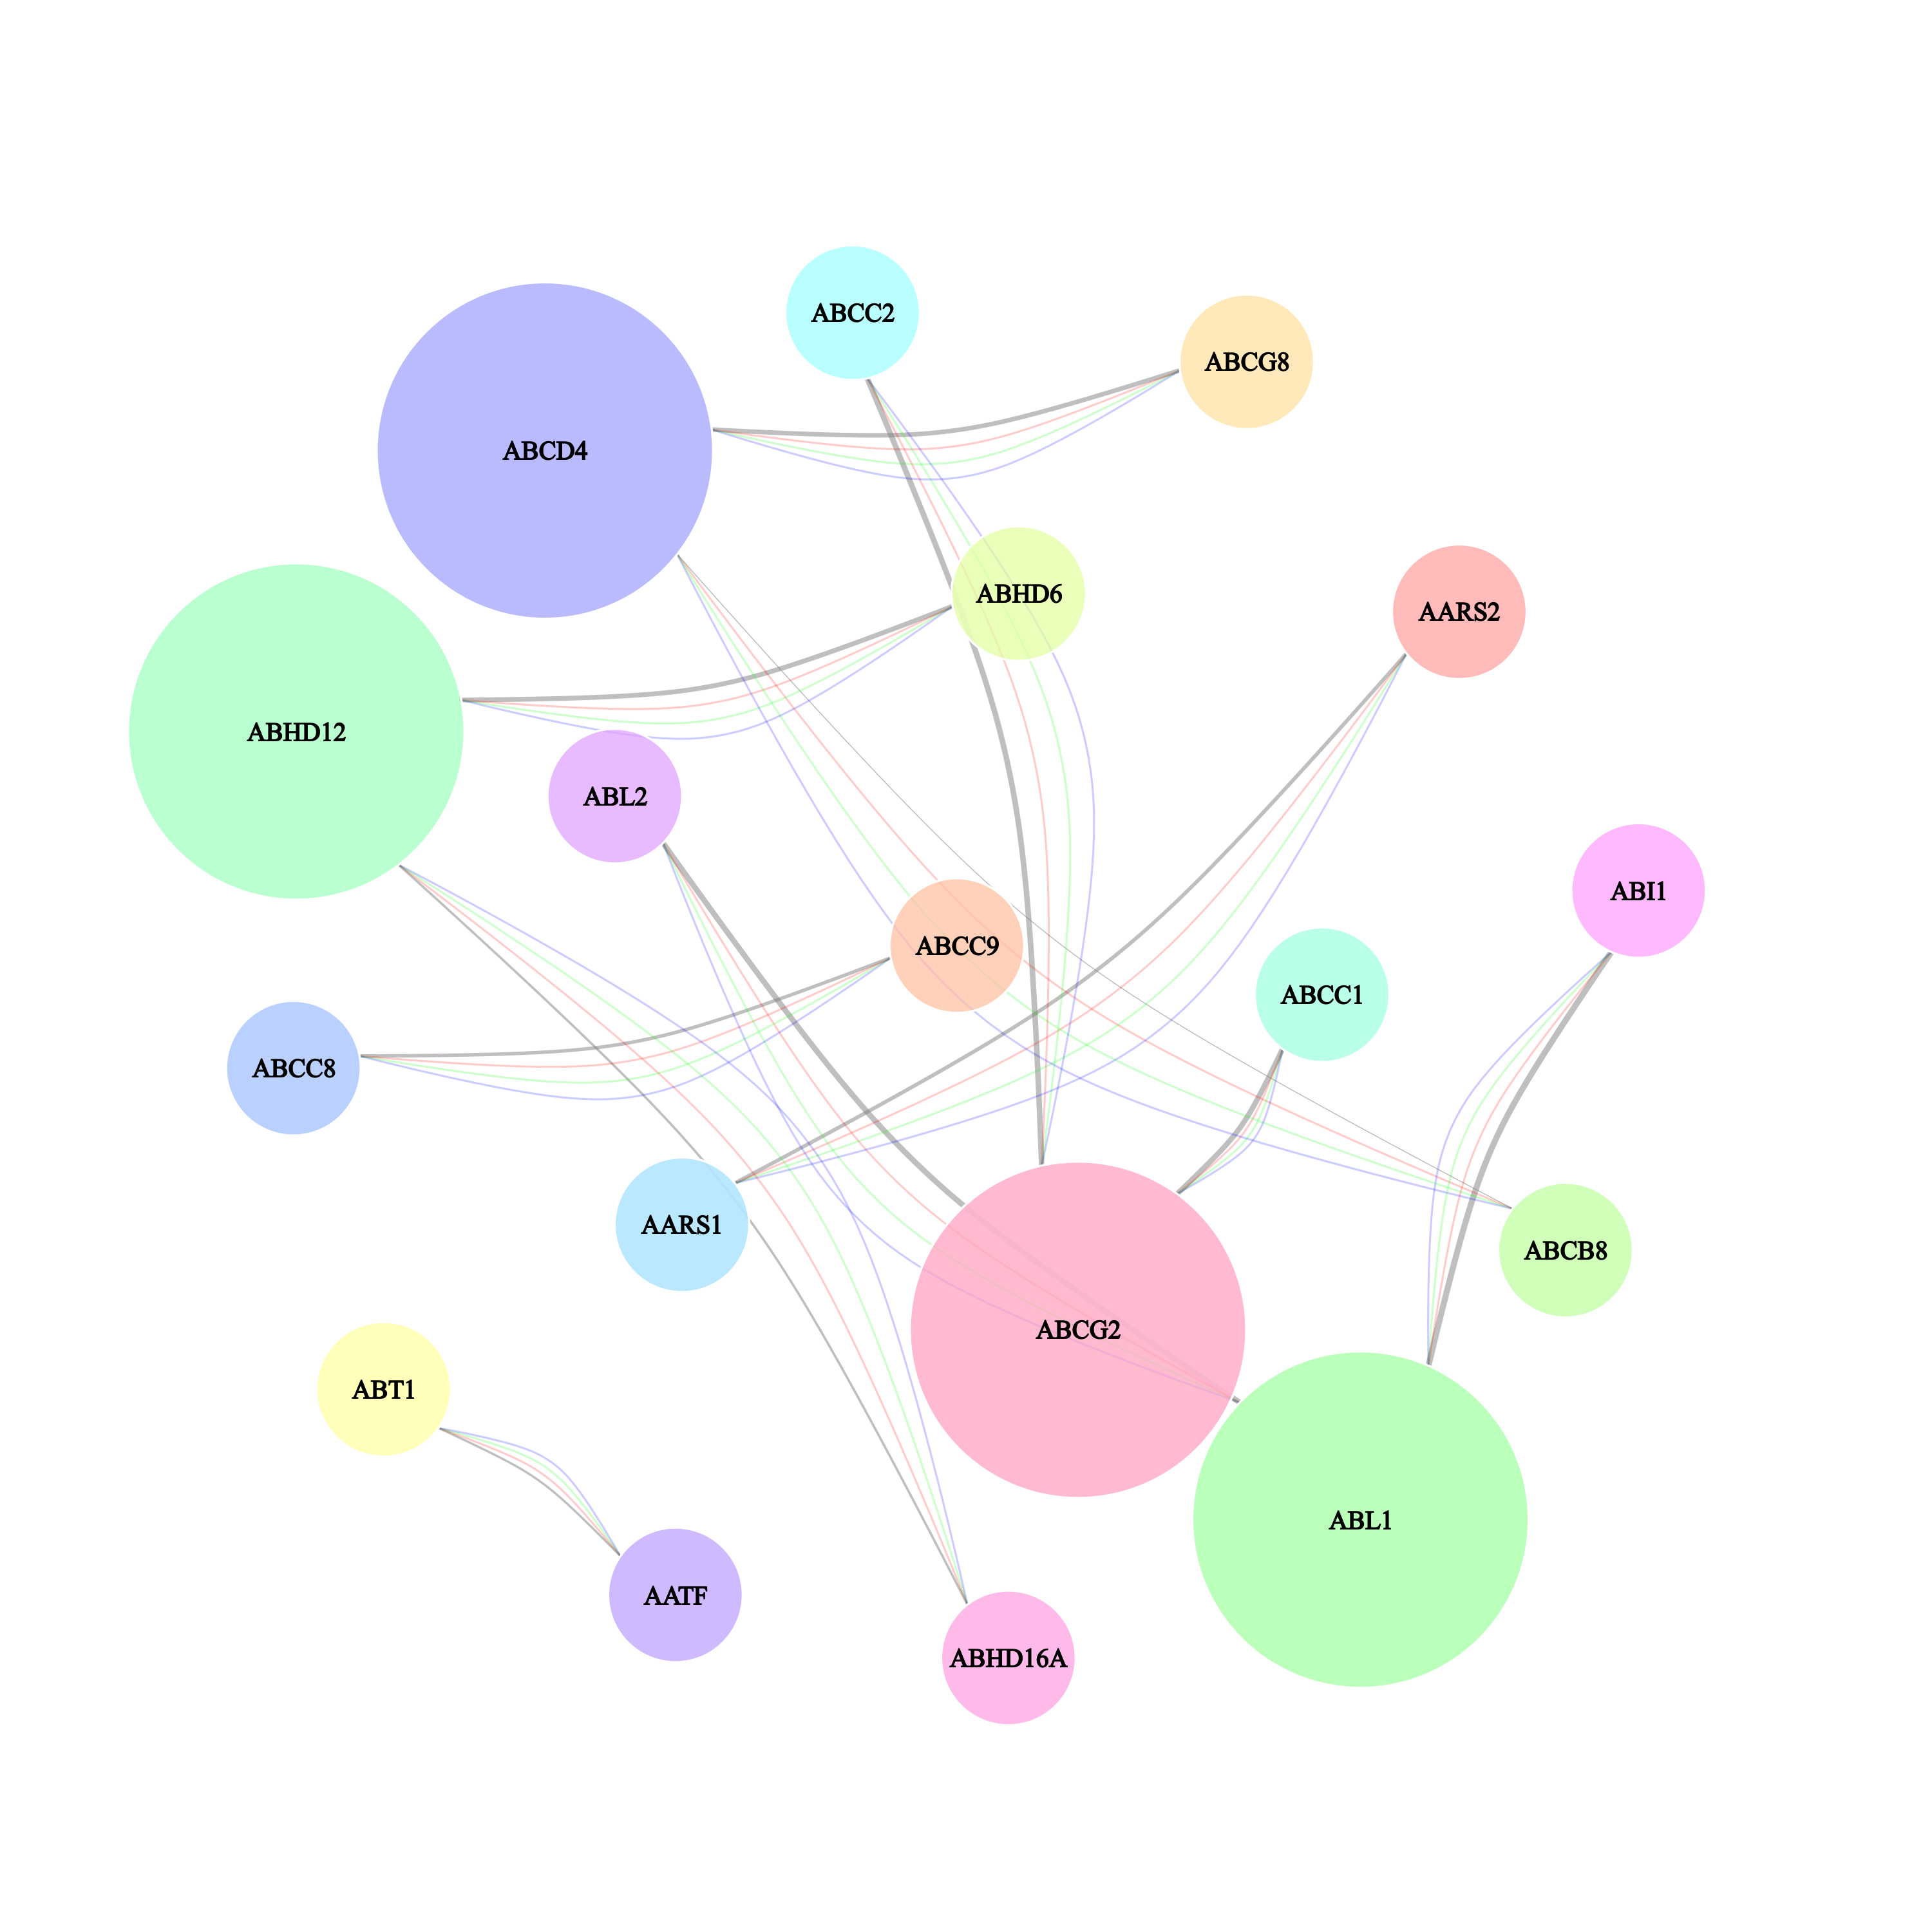 ABCC2
ABCG8
ABCD4
ABHD6
AARS2
ABHD12
ABL2
ABI1
ABCC9
ABCC1
ABCC8
AARS1
ABCB8
ABCG2
ABT1
ABL1
AATF
ABHD16A